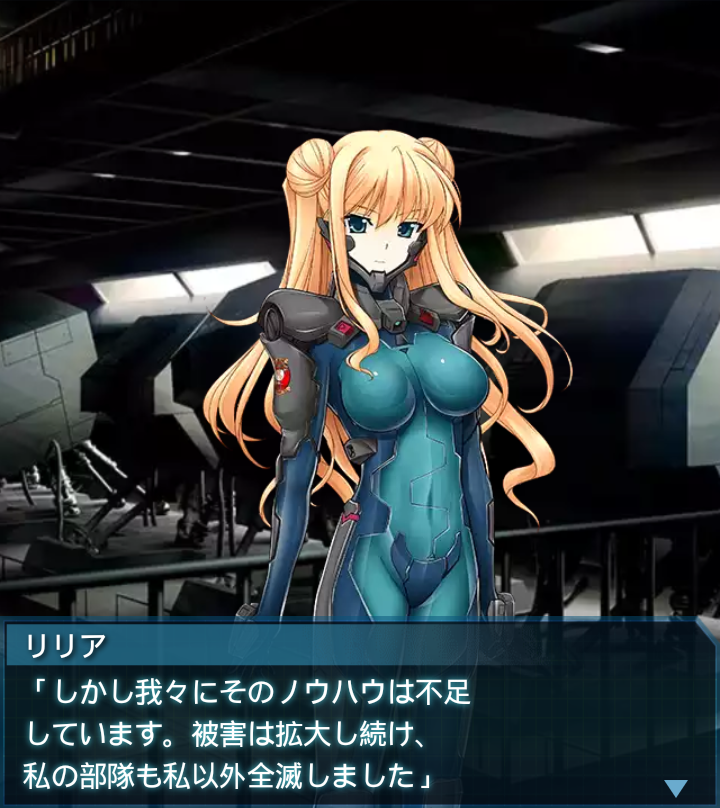 リリア
「しかし我々にそのノウハウは不足
しています。被害は拡大し続け、
私の部隊も私以外全滅しました」